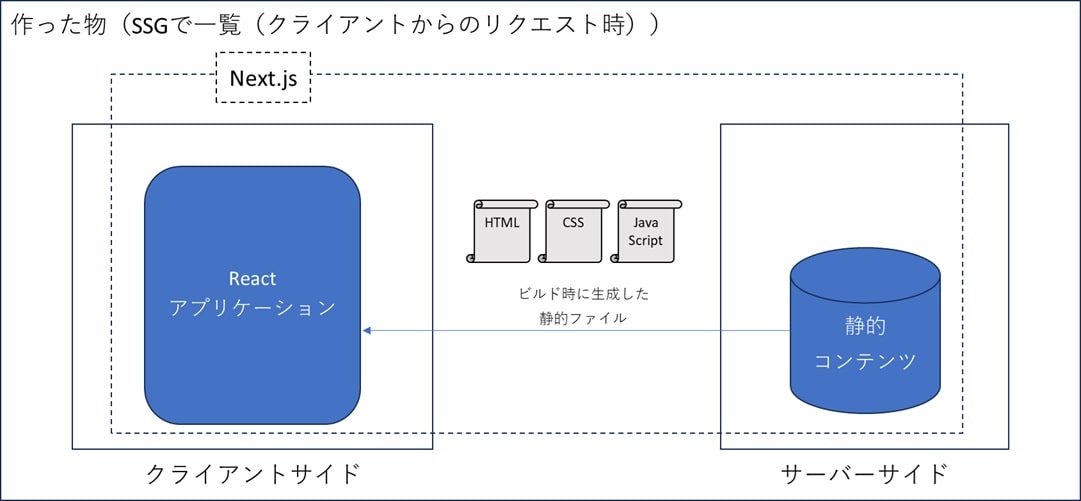 作った物（SSGで一覧（クライアントからのリクエスト時））
Next.js
HTML
CSS
Java
Script
React
アプリケーション
ビルド時に生成した
静的ファイル
静的
コンテンツ
クライアントサイド
サーバーサイド